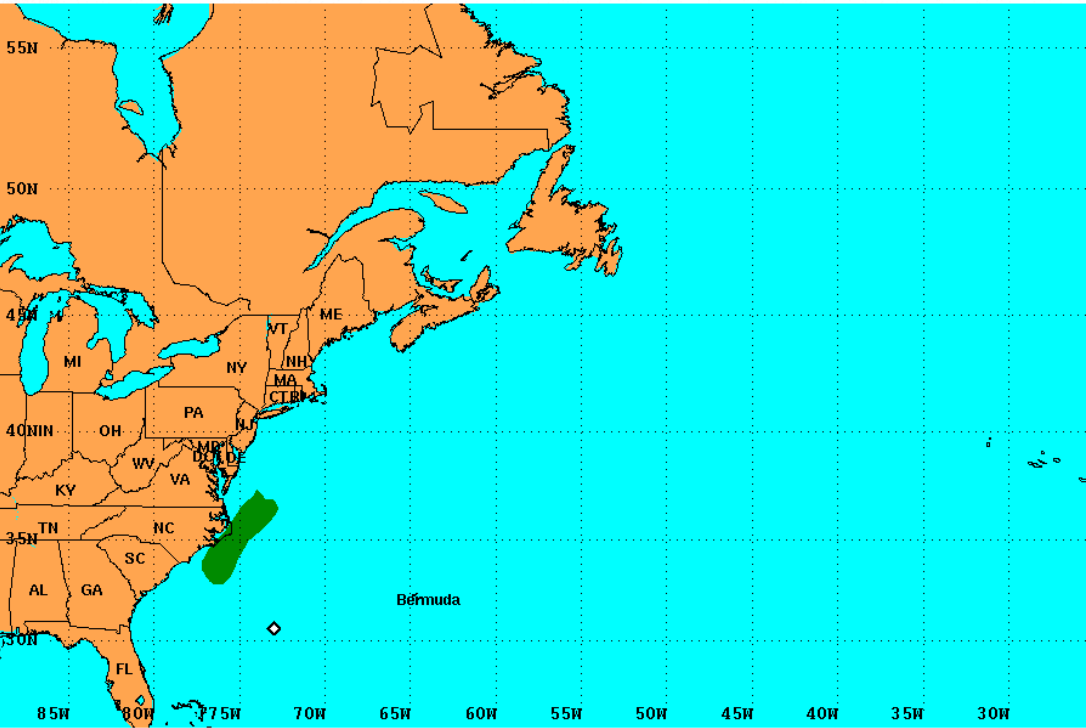 55N
50N
45N
ME
VT
NH
MI
NY
MA
CT RI
PA
NJ
40N IN
OH
MD
DC DE
WV
VA
KY
TN
NC
35N
SC
AL
GA
Bermuda
30N
FL
85W 80W 75W 70W 65W 60W 55W 50W 45W 40W 35W 30W